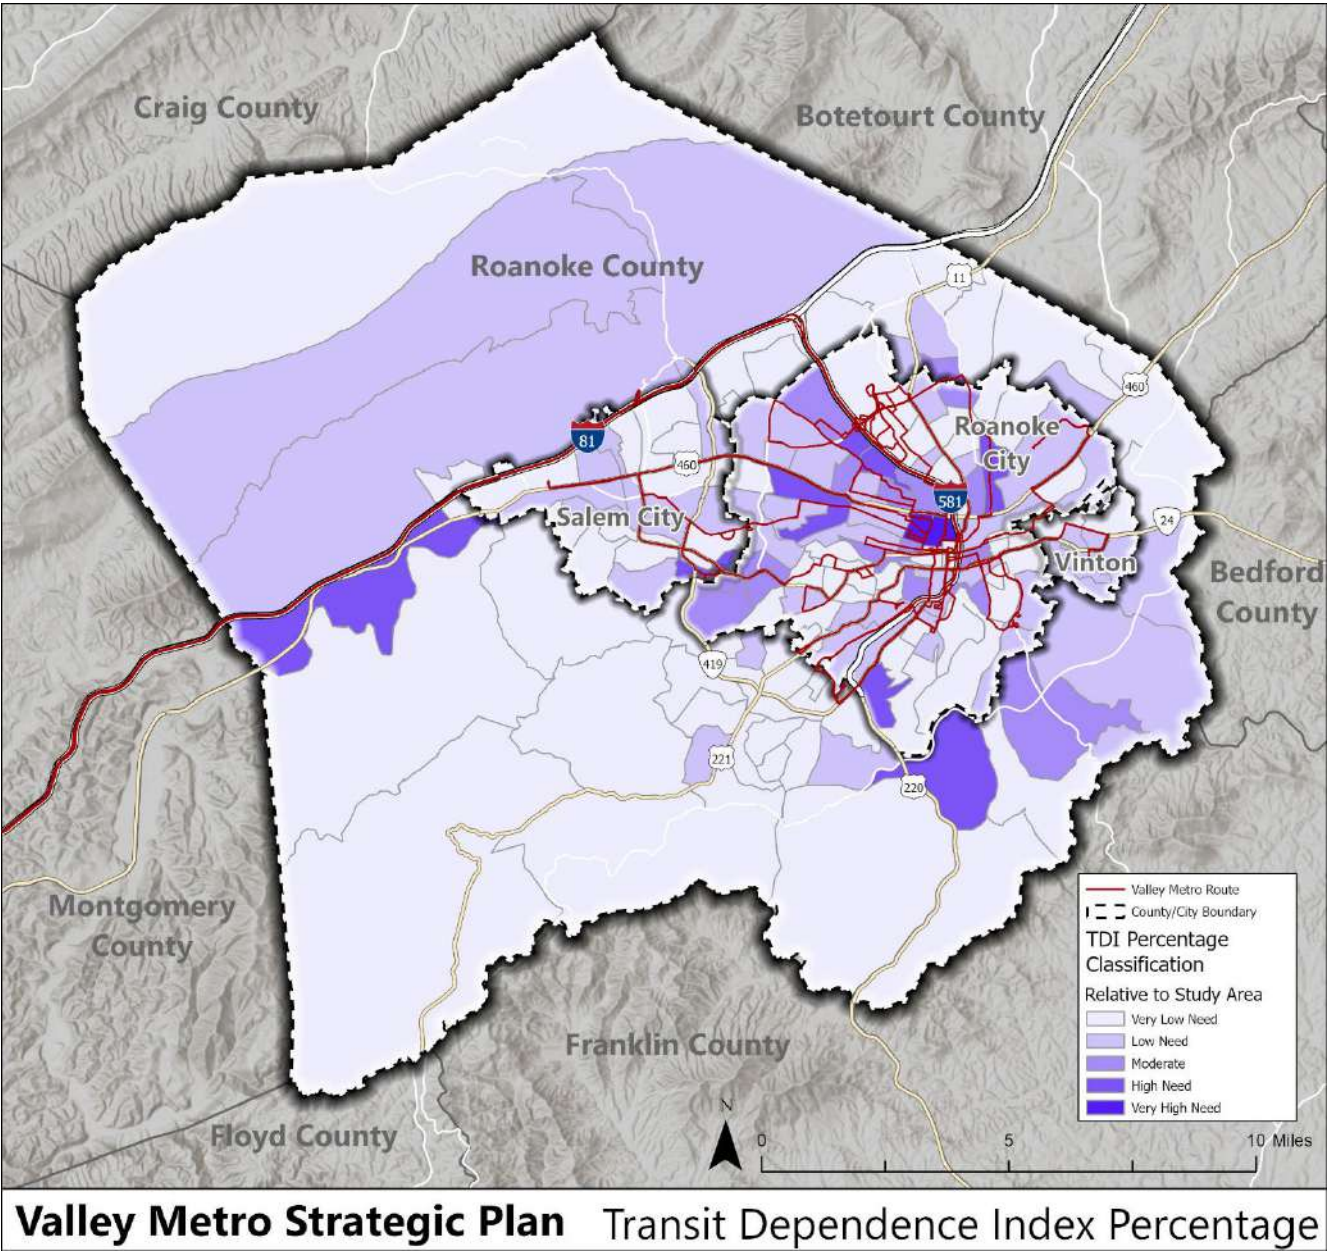 Craig County
Botetourt County
Roanoke County
11
460
Roanoke
City
81
460
581
Salem City
24
Vinton
Bedford
County
419
221
220
Montgomery
County
Franklin County
Floyd County
Valley Metro Route
County/City Boundary
TDI Percentage
Classification
Relative to Study Area
Very Low Need
Low Need
Moderate
High Need
Very High Need
N
0 5 10 Miles
Valley Metro Strategic Plan Transit Dependence Index Percentage